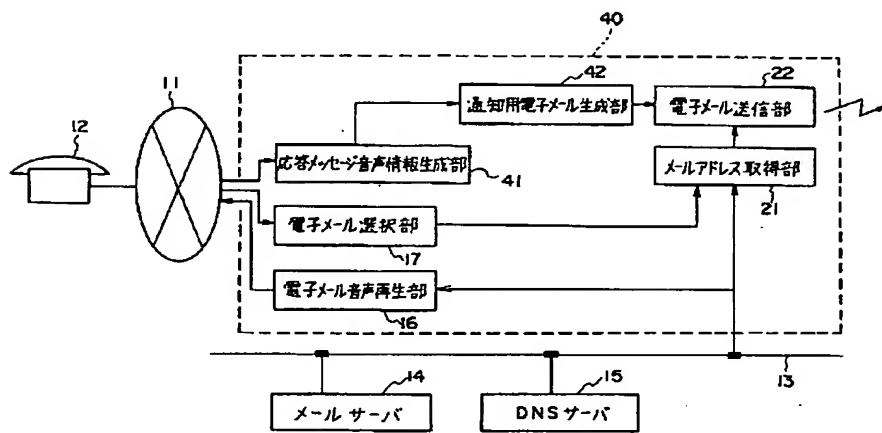 40
42
22
11
通知用電子メール生成部
電子メール送信部
12
応答メッセージ音声情報生成部
メールアドレス取得部
41
21
電子メール選択部
17
電子メール音声再生部
16
14
15
13
メールサーバ
DNSサーバ